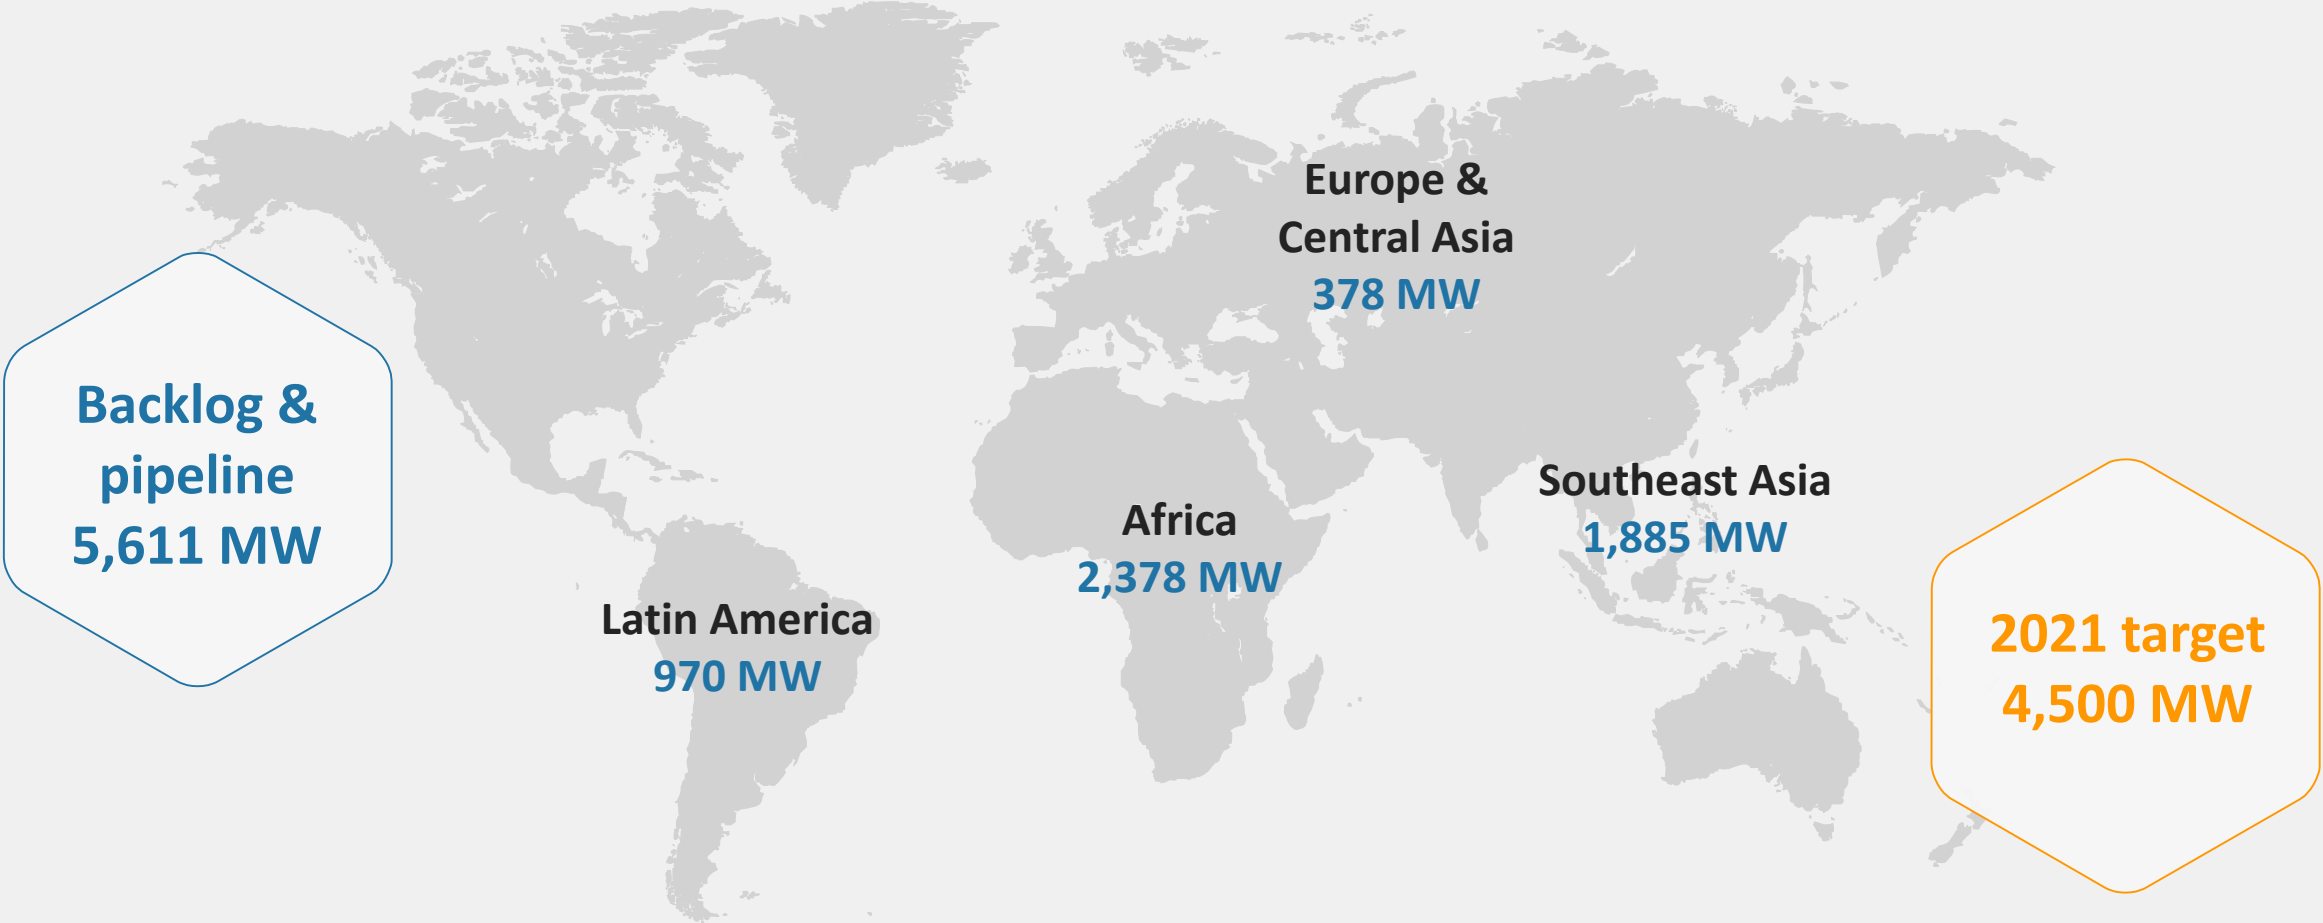 Backlog &
pipeline
5,611 MW
Europe &
Central Asia
378 MW
Southeast Asia
1,885 MW
Africa
2,378 MW
Latin America
970 MW
2021 target
4,500 MW